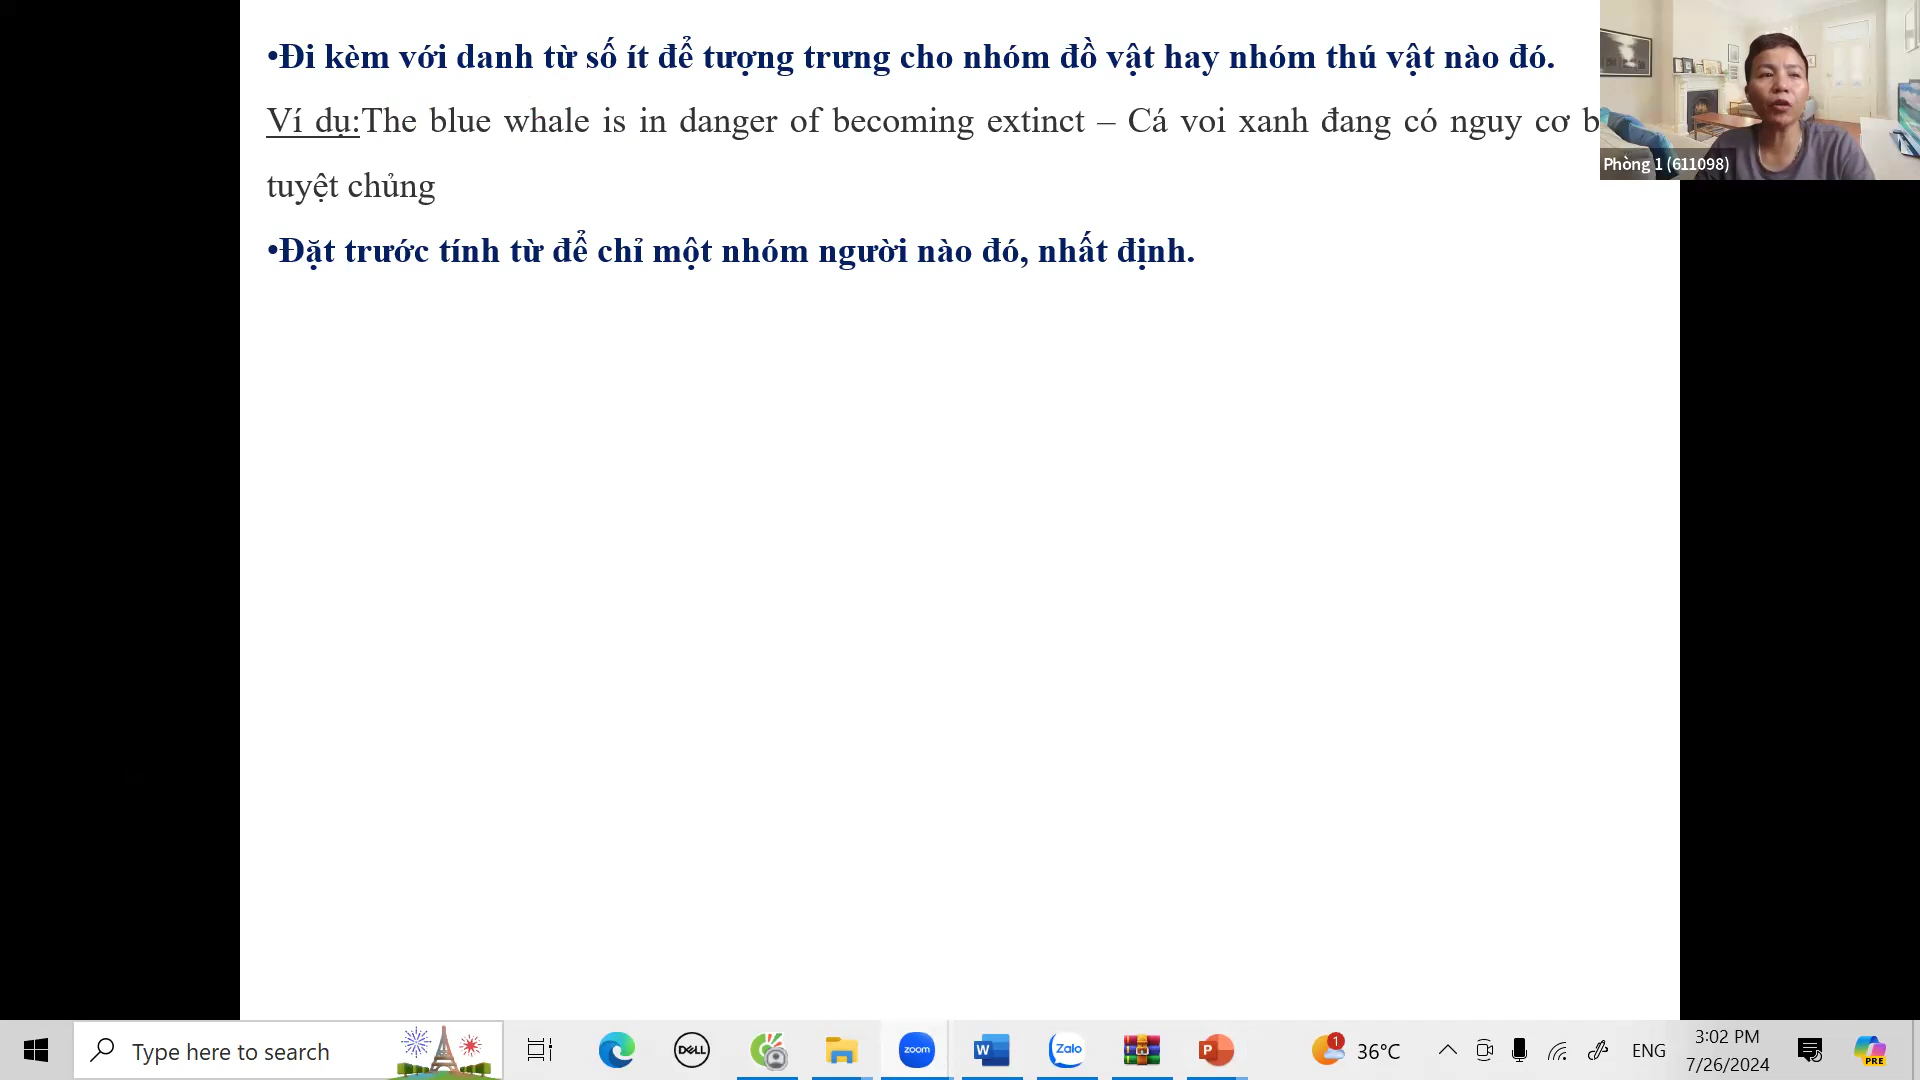 •Đi kèm với danh từ số ít để tượng trưng cho nhóm đồ vật hay nhóm thú vật nào đó.
Ví dụ:The blue whale is in danger of becoming extinct – Cá voi xanh đang có nguy cơ
tuyệt chủng
•Đặt trước tính từ để chỉ một nhóm người nào đó, nhất định.
Phòng 1 (611098)
Type here to search
DELL
zoom
W
Zalo
P
1
36°C
ENG
3:02 PM
7/26/2024
PRE